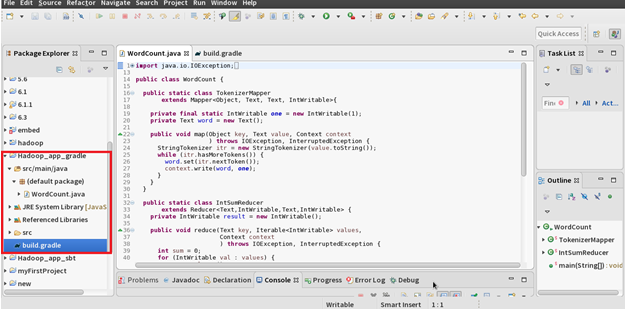 File Edit Source Refactor Navigate Search Project Run Window Help
Quick Access
Package Explorer
5.6
6.1
6.1.1
6.3
embed
hadoop
Hadoop_app_gradle
src/main/java
(default package)
WordCount.java
JRE System Library [JavaS
Referenced Libraries
src
build.gradle
Hadoop_app_sbt
myFirstProject
new
WordCount.java build.gradle
1 import java.io.IOException;
13
14 public class WordCount {
15
16 public static class TokenizerMapper
17 extends Mapper<Object, Text, Text, IntWritable>{
18
19 private final static IntWritable one = new IntWritable(1);
20 private Text word = new Text();
21
22 public void map(Object key, Text value, Context context
23 ) throws IOException, InterruptedException {
24 StringTokenizer itr = new StringTokenizer(value.toString());
25 while (itr.hasMoreTokens()) {
26 word.set(itr.nextToken());
27 context.write(word, one);
28 }
29 }
30 }
31
32 public static class IntSumReducer
33 extends Reducer<Text,IntWritable,Text,IntWritable> {
34 private IntWritable result = new IntWritable();
35
36 public void reduce(Text key, Iterable<IntWritable> values,
37 Context context
38 ) throws IOException, InterruptedException {
39 int sum = 0;
40 for (IntWritable val : values) {
Task List
Find
All Act...
Outline
WordCount
TokenizerMapper
IntSumReducer
main(String[]) : void
Problems Javadoc Declaration Console Progress Error Log Debug
Writable Smart Insert 1 : 1